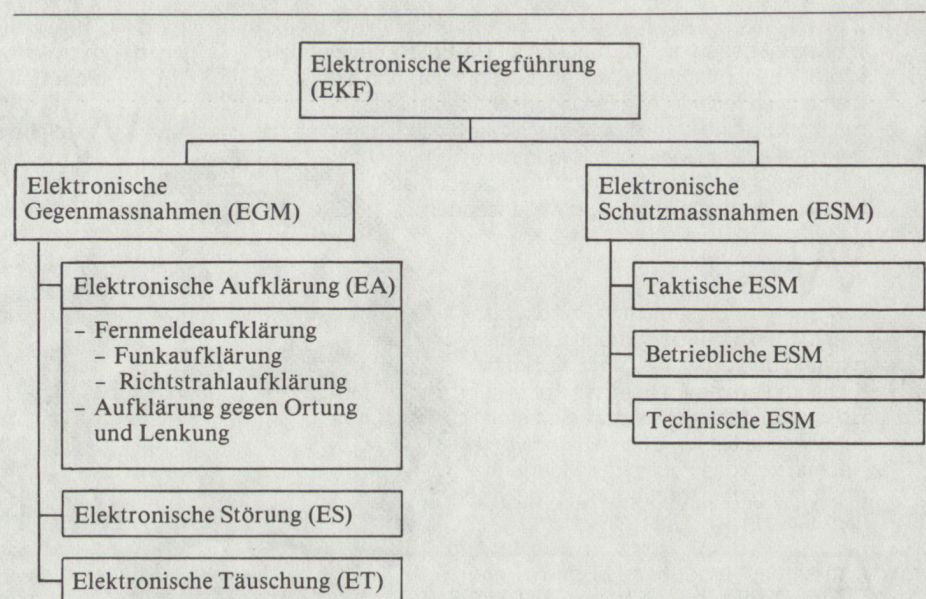 Elektronische Kriegführung
(EKF)
Elektronische
Gegenmassnahmen (EGM)
Elektronische Aufklärung (EA)
– Fernmeldeaufklärung
– Funkaufklärung
– Richtstrahlaufklärung
– Aufklärung gegen Ortung
und Lenkung
Elektronische Störung (ES)
Elektronische Täuschung (ET)
Elektronische
Schutzmassnahmen (ESM)
Taktische ESM
Betriebliche ESM
Technische ESM